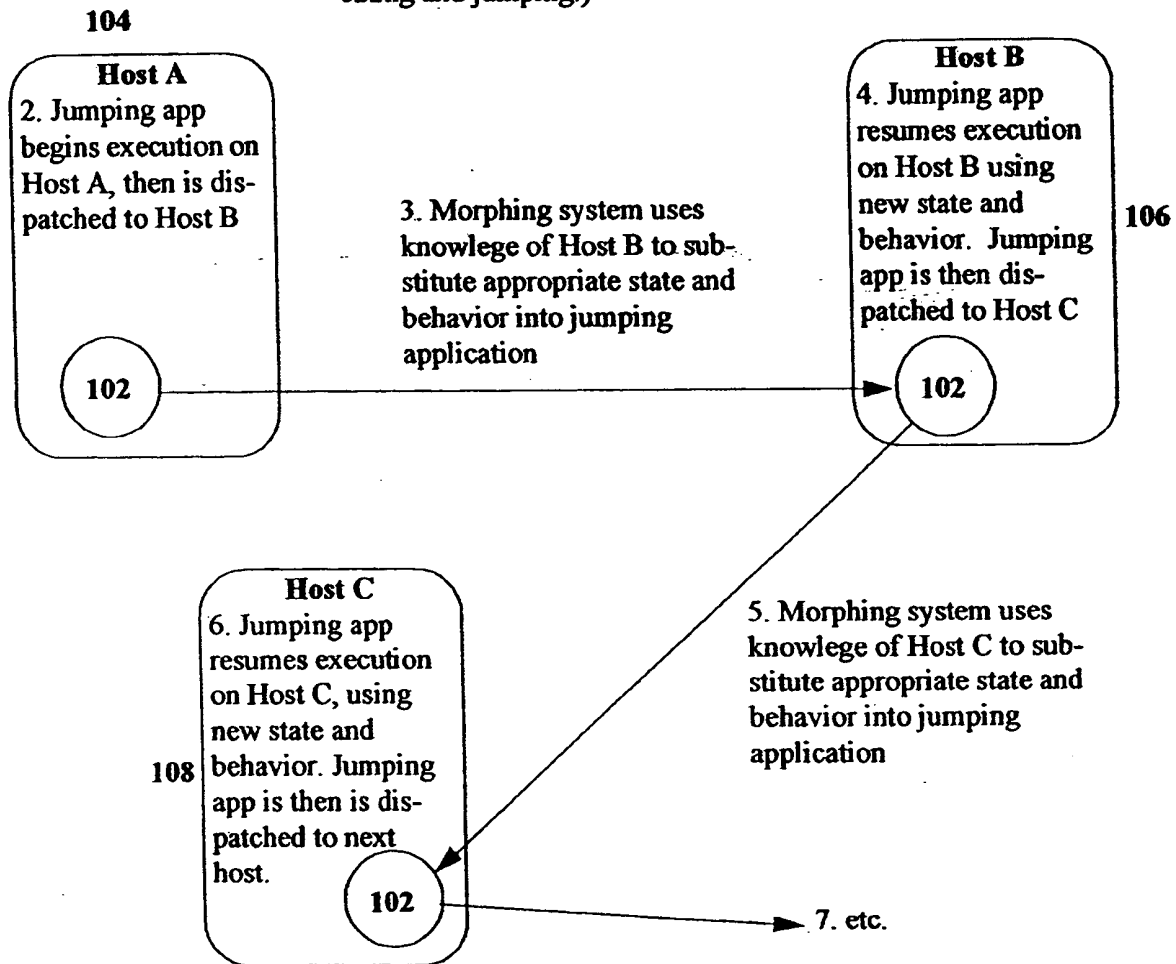 and jumping.)
104
Host A
2. Jumping app
begins execution on
Host A, then is dis-
patched to Host B
102
3. Morphing system uses
knowlege of Host B to sub-
stitute appropriate state and
behavior into jumping
application
Host B
4. Jumping app
resumes execution
on Host B using
new state and
behavior. Jumping
app is then dis-
patched to Host C
106
102
Host C
6. Jumping app
resumes execution
on Host C, using
new state and
108 behavior. Jumping
app is then is dis-
patched to next
host.
102
5. Morphing system uses
knowlege of Host C to sub-
stitute appropriate state and
behavior into jumping
application
7. etc.